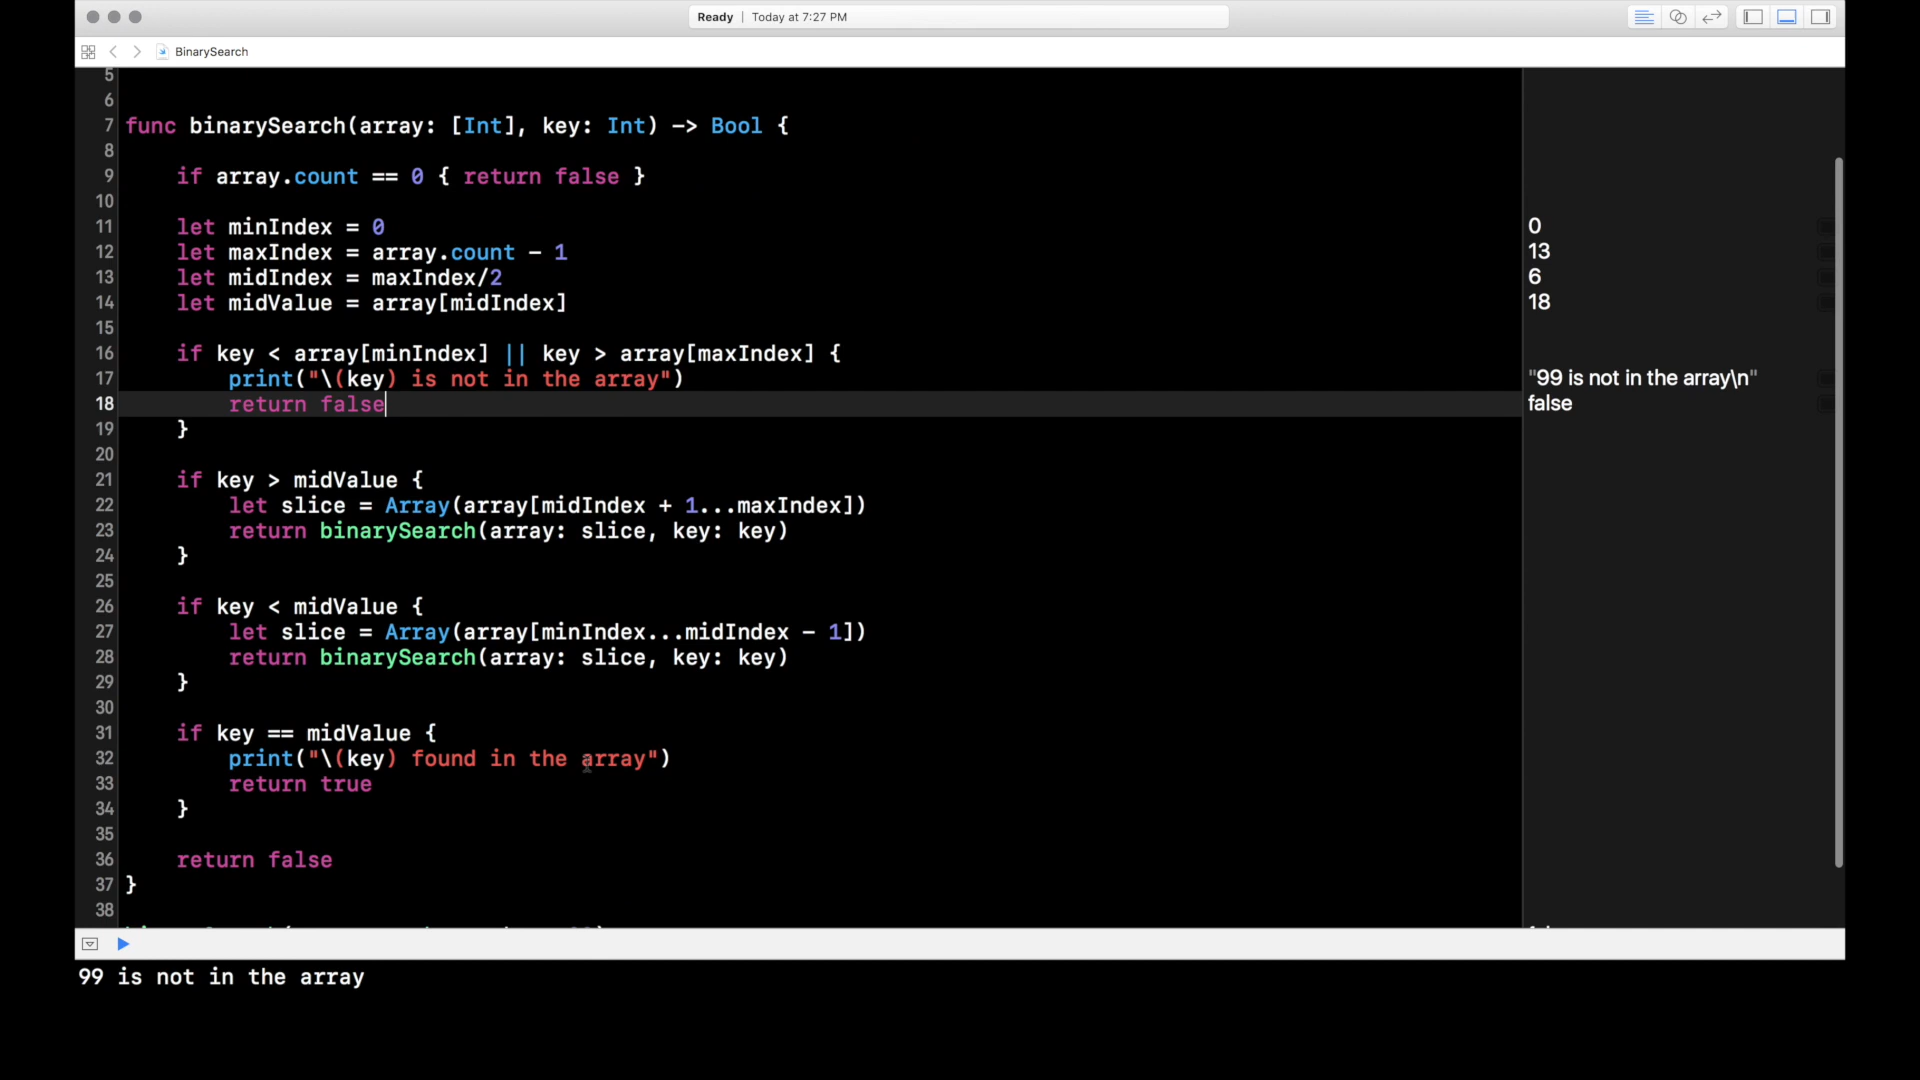 Ready | Today at 7:27 PM
BinarySearch
5
6
7 func binarySearch(array: [Int], key: Int) -> Bool {
8
9 if array.count == 0 { return false }
10
11 let minIndex = 0 0
12 let maxIndex = array.count - 1 13
13 let midIndex = maxIndex/2 6
14 let midValue = array[midIndex] 18
15
16 if key < array[minIndex] || key > array[maxIndex] {
17 print("\(key) is not in the array") "99 is not in the array\n"
18 return false false
19 }
20
21 if key > midValue {
22 let slice = Array(array[midIndex + 1...maxIndex])
23 return binarySearch(array: slice, key: key)
24 }
25
26 if key < midValue {
27 let slice = Array(array[minIndex...midIndex - 1])
28 return binarySearch(array: slice, key: key)
29 }
30
31 if key == midValue {
32 print("\(key) found in the array")
33 return true
34 }
35
36 return false
37 }
38
99 is not in the array